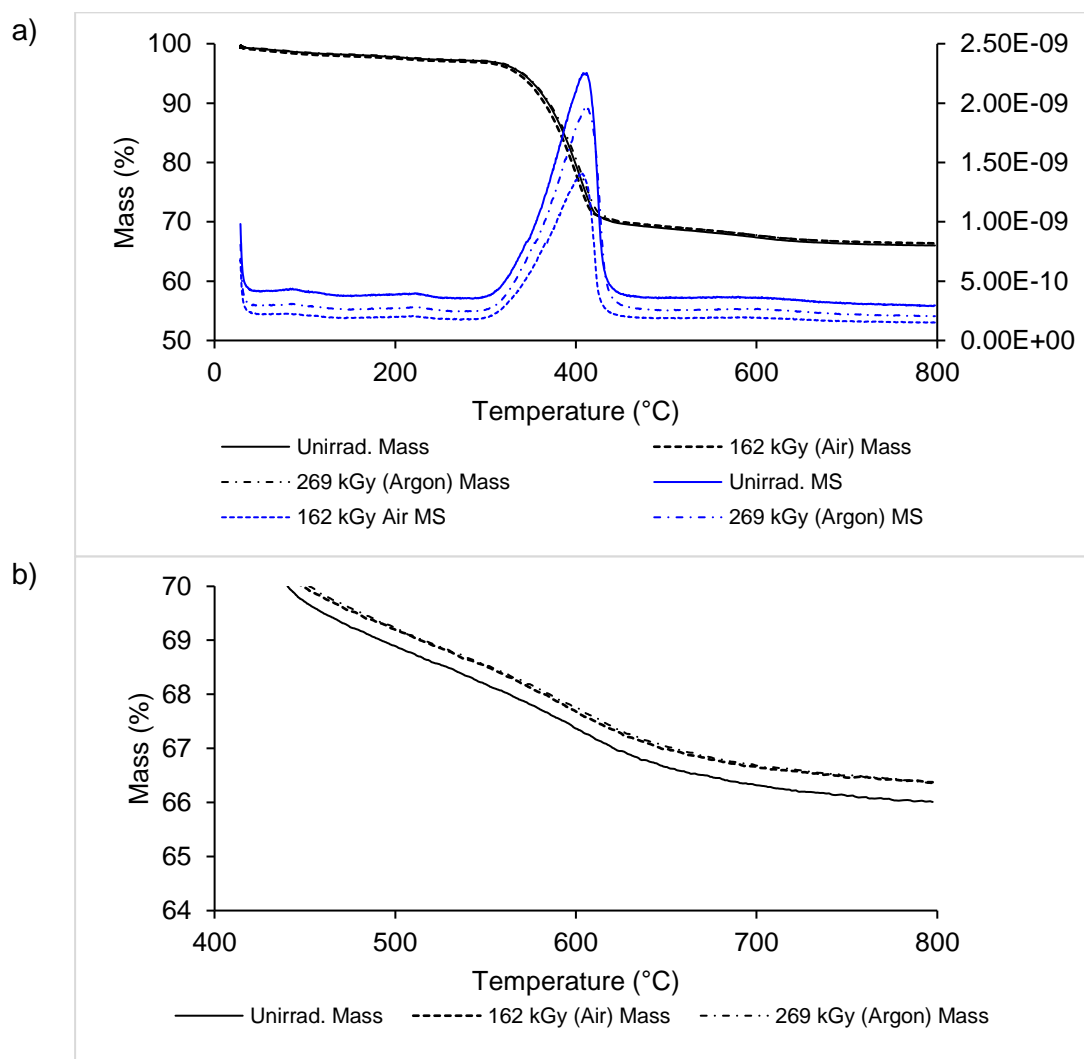 a)
100
90
80
70
60
50
Mass (%)
2.50E-09
2.00E-09
1.50E-09
1.00E-09
5.00E-10
0.00E+00
0 200 400 600 800
Temperature (°C)
Unirrad. Mass 162 kGy (Air) Mass
269 kGy (Argon) Mass Unirrad. MS
162 kGy Air MS 269 kGy (Argon) MS
b)
70
69
68
67
66
65
64
Mass (%)
400 500 600 700 800
Temperature (°C)
Unirrad. Mass 162 kGy (Air) Mass 269 kGy (Argon) Mass